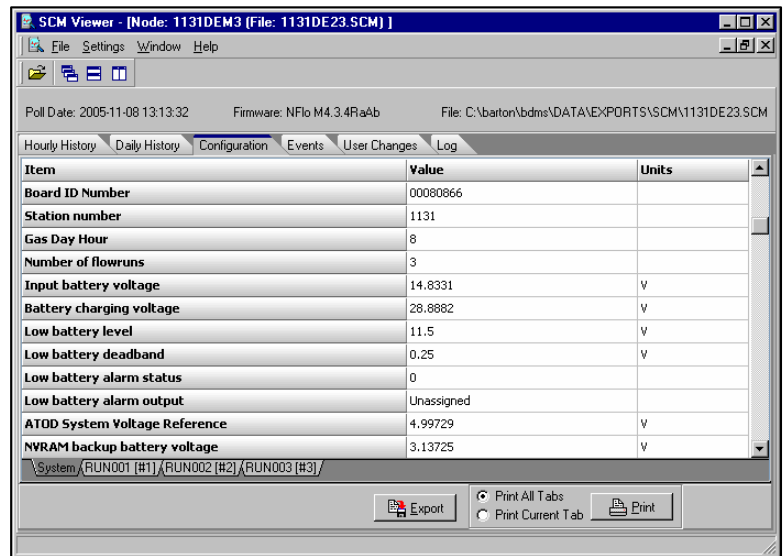 SCM Viewer - [Node: 1131DEM3 (File: 1131DE23.SCM) ]
File Settings Window Help
Poll Date: 2005-11-08 13:13:32 Firmware: NFlo M4.3.4RaAb File: C:\barton\bdms\DATA\EXPORTS\SCM\1131DE23.SCM
Hourly History Daily History Configuration Events User Changes Log
Item Value Units
Board ID Number 00080866
Station number 1131
Gas Day Hour 8
Number of flowruns 3
Input battery voltage 14.8331 V
Battery charging voltage 28.8882 V
Low battery level 11.5 V
Low battery deadband 0.25 V
Low battery alarm status 0
Low battery alarm output Unassigned
ATOD System Voltage Reference 4.99729 V
NVRAM backup battery voltage 3.13725 V
System RUN001 [#1] RUN002 [#2] RUN003 [#3]
Export Print All Tabs Print
Print Current Tab